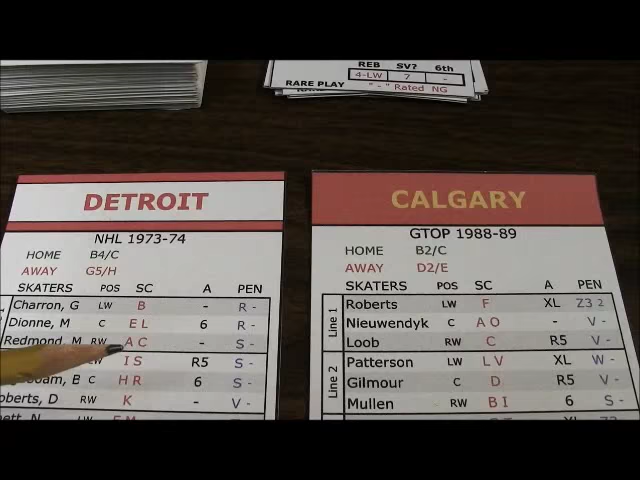 REB SV? 6th
4-LW 7 -
RARE PLAY "-" Rated NG
DETROIT
NHL 1973-74
HOME B4/C
AWAY G5/H
SKATERS POS SC A PEN
Charron, G LW B - R -
Dionne, M C E L 6 R -
Redmond, M RW A C - S -
LW I S R5 S -
B C H R 6 S -
oberts, D RW K - V -
CALGARY
GTOP 1988-89
HOME B2/C
AWAY D2/E
SKATERS POS SC A PEN
Line 1
Roberts LW F XL Z3 2
Nieuwendyk C A O - V -
Loob RW C R5 V -
Line 2
Patterson LW L V XL W -
Gilmour C D R5 V -
Mullen RW B I 6 S -